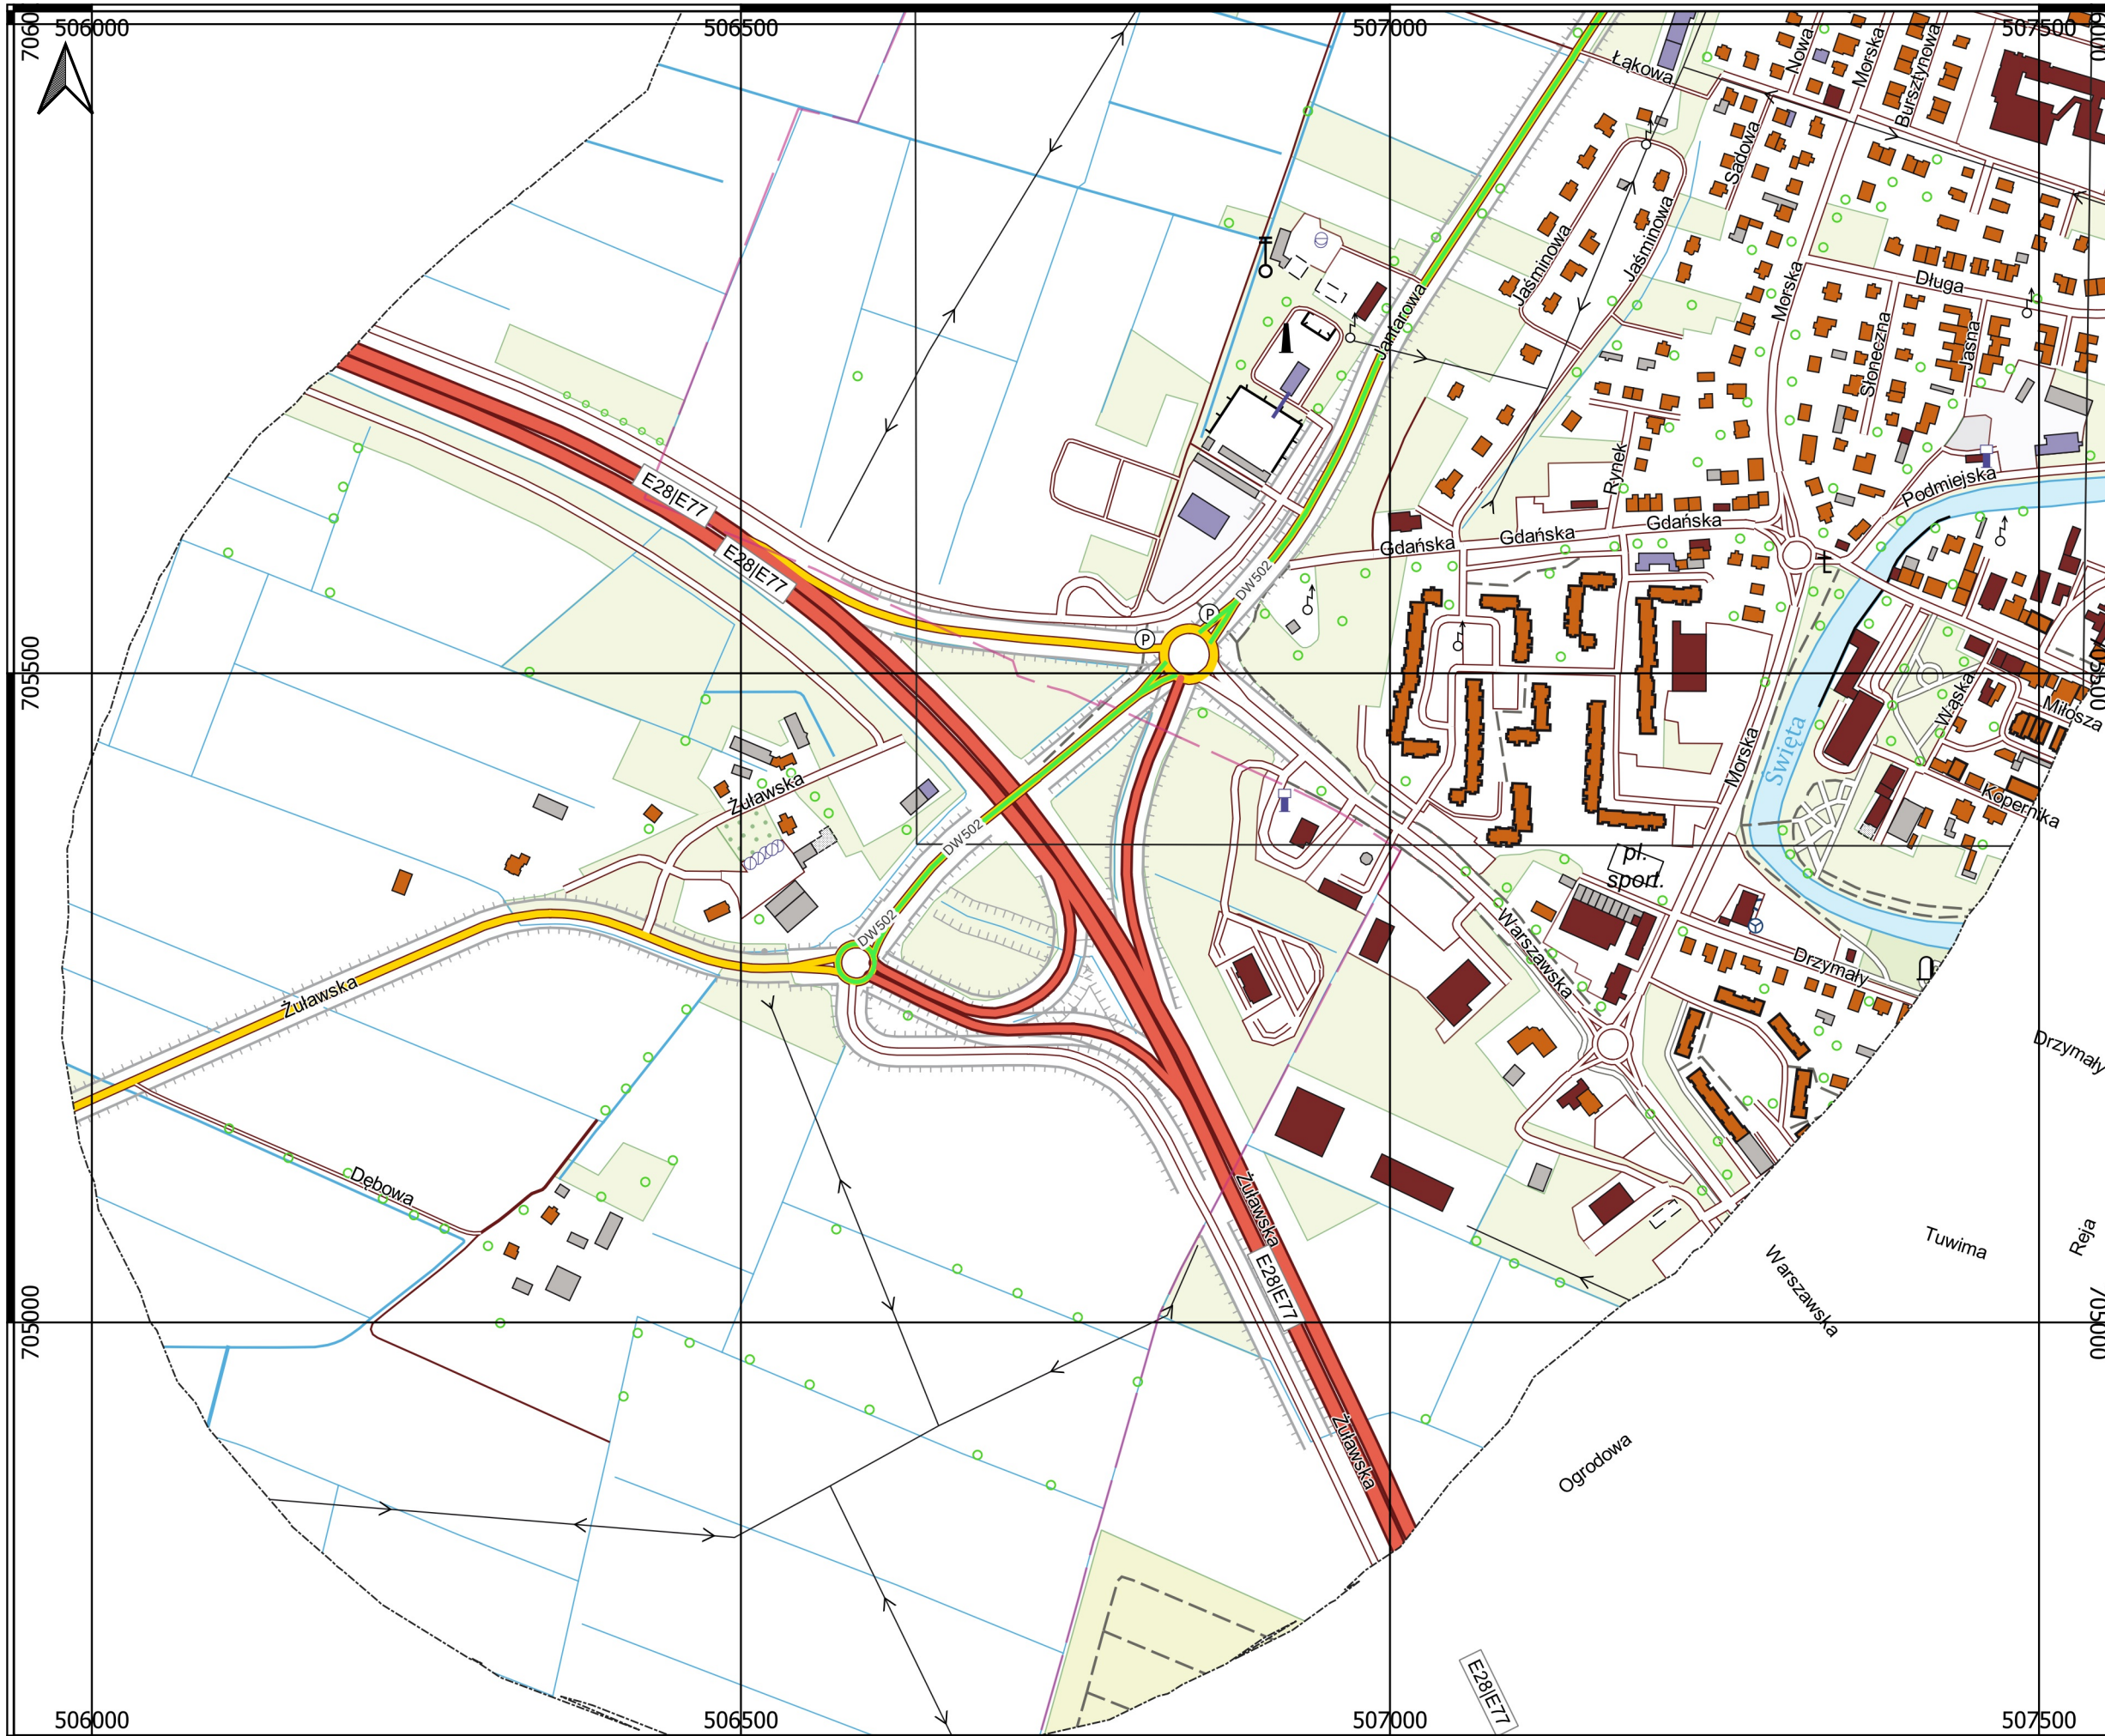 506000
506500
507000
507500
Łąkowa
Nowa
Morska
Bursztynowa
Sadowa
Jaśminowa
Jaśminowa
Morska
Długa
Jantarowa
Słoneczna
Jasna
Rynek
Podmiejska
E28|E77
Gdańska
Gdańska
Gdańska
E28|E77
DW502
P
P
705500
Wąska
Miłosza
Święta
Morska
Żuławska
Kopernika
DW502
pl.
sport.
DW502
Warszawska
Drzymały
Żuławska
Drzymały
Dębowa
Żuławska
Tuwima
Reja
Warszawska
E28|E77
705000
705000
Żuławska
Ogrodowa
E28|E77
506000
506500
507000
507500